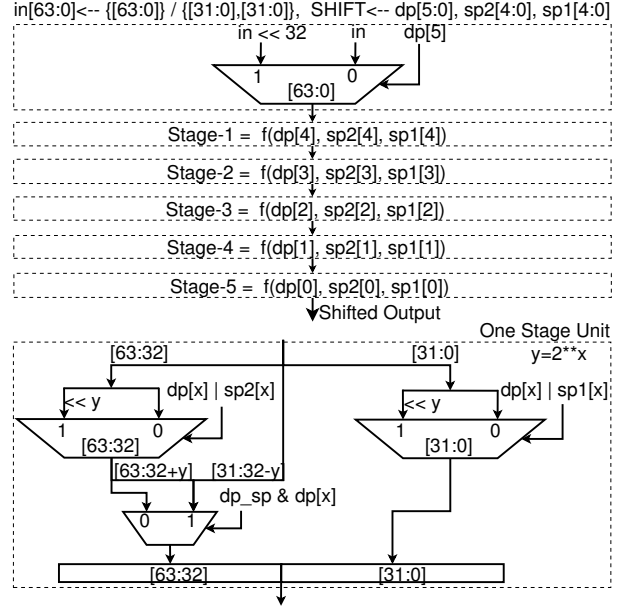 in[63:0]<-- {[63:0]} / {[31:0],[31:0]}, SHIFT<-- dp[5:0], sp2[4:0], sp1[4:0]
in << 32 in dp[5]
1 0
[63:0]
Stage-1 = f(dp[4], sp2[4], sp1[4])
Stage-2 = f(dp[3], sp2[3], sp1[3])
Stage-3 = f(dp[2], sp2[2], sp1[2])
Stage-4 = f(dp[1], sp2[1], sp1[1])
Stage-5 = f(dp[0], sp2[0], sp1[0])
Shifted Output
One Stage Unit
[63:32] [31:0] y=2**x
<< y dp[x] | sp2[x] << y dp[x] | sp1[x]
1 0 1 0
[63:32] [31:0]
[63:32+y] [31:32-y]
dp_sp & dp[x]
0 1
[63:32] [31:0]